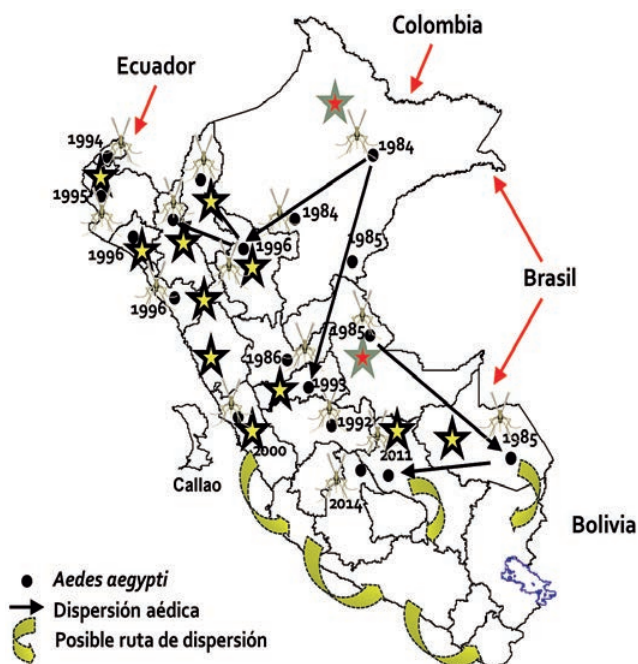 Colombia
Ecuador
1994
1984
1995
1984
1996
1985
1996
Brasil
1996
1985
1986
1993
1992
1985
2000
2011
Callao
2014
Bolivia
Aedes aegypti
Dispersión aédica
Posible ruta de dispersión